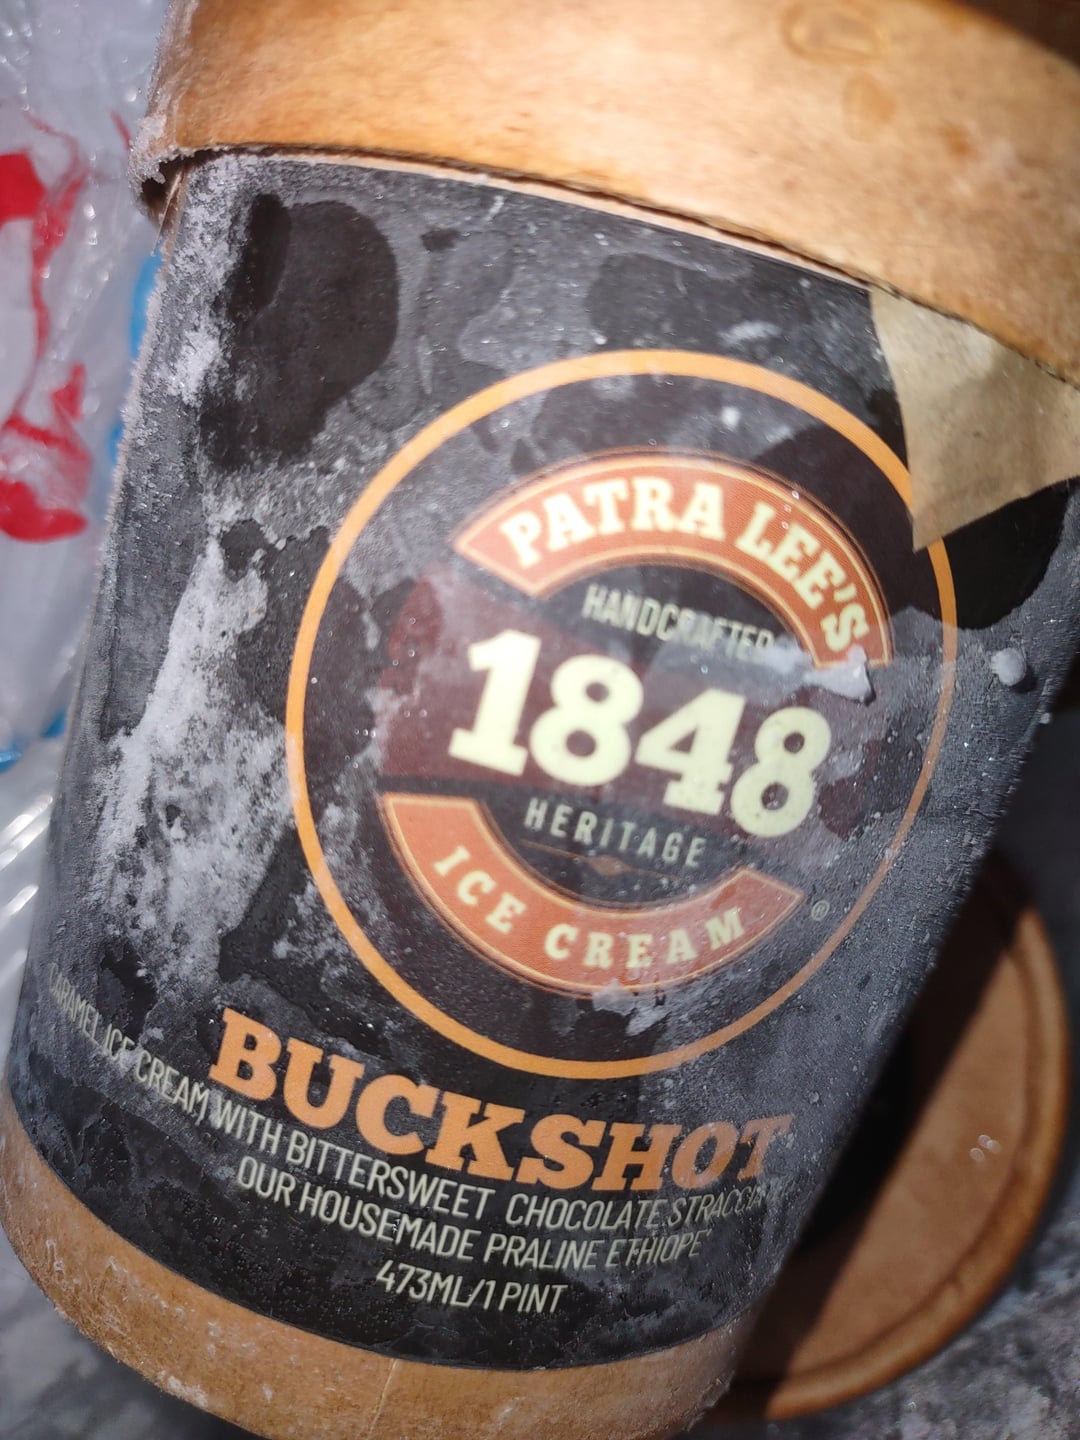 PATRA LEE'S
HANDCRAFTED
1848
HERITAGE
ICE CREAM
®
BUCKSHOT
CARAMEL ICE CREAM WITH BITTERSWEET CHOCOLATE
OUR HOUSEMADE PRALINE ETHIOPE
473ML/1 PINT